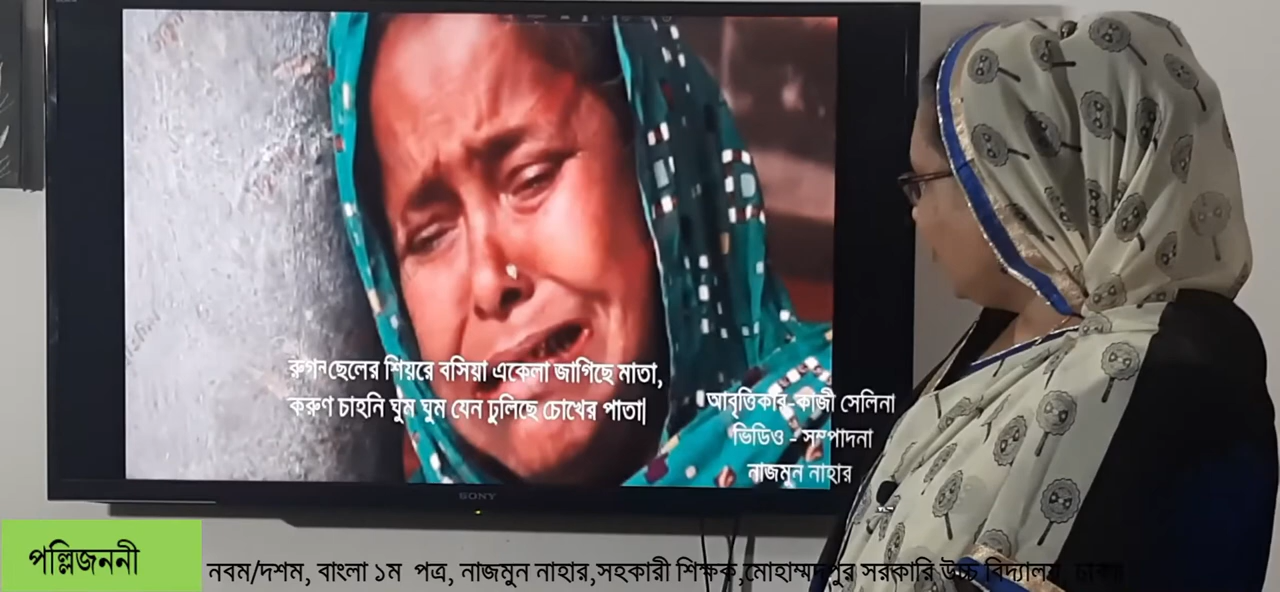 রুগন ছেলের শিয়রে বসিয়া একেলা জাগিছে মাতা,
করুণ চাহনি ঘুম ঘুম যেন ঢুলিছে চোখের পাতা|
আবৃত্তিকার-কাজী সেলিনা
ভিডিও - সম্পাদনা
নাজমুন নাহার
SONY
পল্লিজননী
নবম/দশম, বাংলা ১ম পত্র, নাজমুন নাহার,সহকারী শিক্ষক,মোহাম্মদপুর সরকারি উচ্চ বিদ্যালয়, ঢাকা।